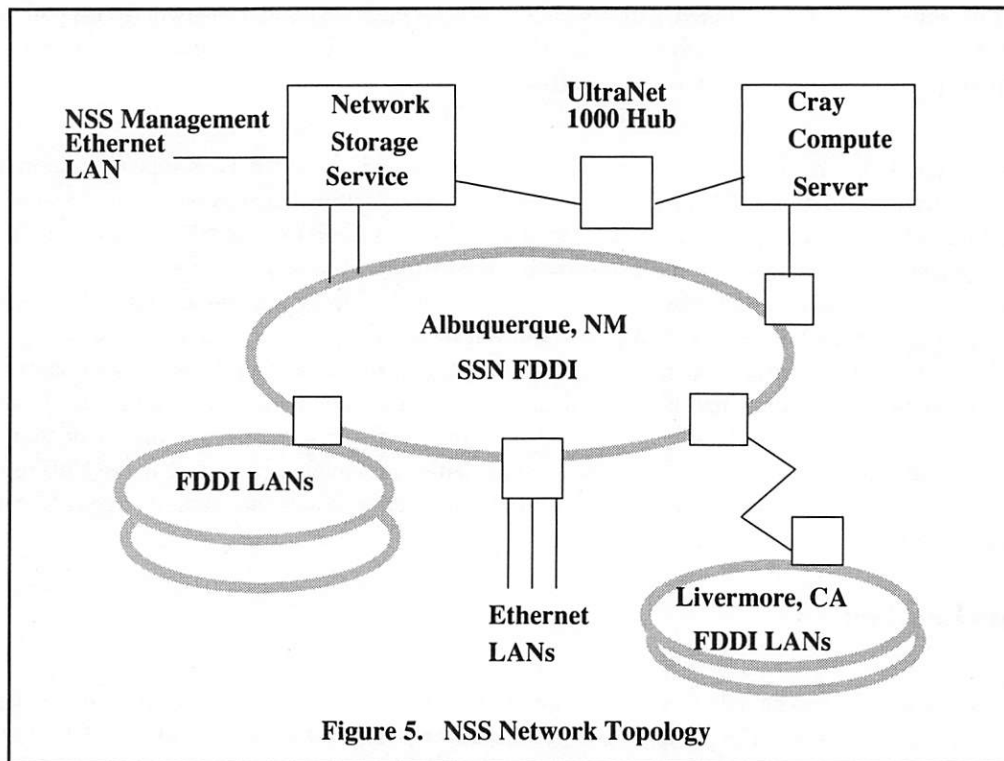 NSS Management
Ethernet
LAN
Network
Storage
Service
UltraNet
1000 Hub
Cray
Compute
Server
Albuquerque, NM
SSN FDDI
FDDI LANs
Ethernet
LANs
Livermore, CA
FDDI LANs
Figure 5. NSS Network Topology